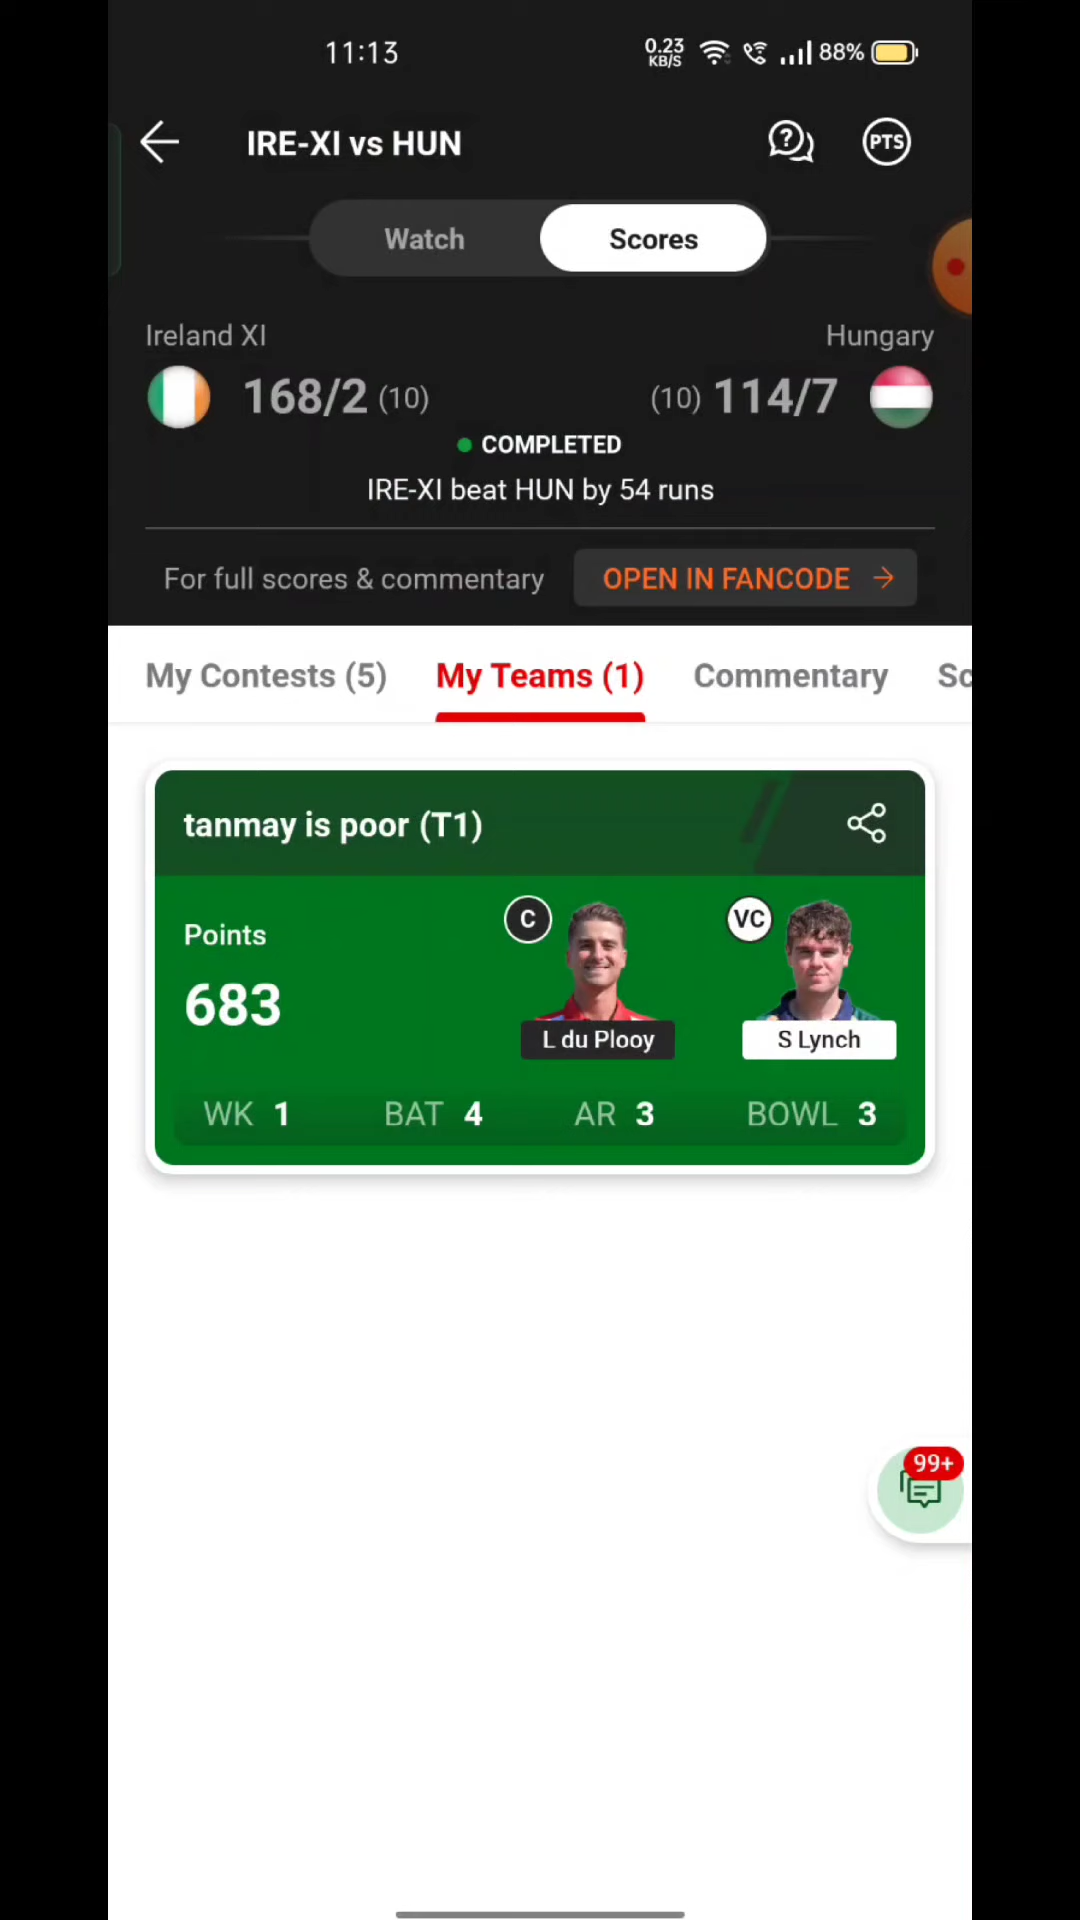 11:13
0.23 KB/S
88%
IRE-XI vs HUN
PTS
Watch
Scores
Ireland XI
Hungary
168/2 (10)
(10) 114/7
COMPLETED
IRE-XI beat HUN by 54 runs
For full scores & commentary
OPEN IN FANCODE
My Contests (5)
My Teams (1)
Commentary
Sc
tanmay is poor (T1)
Points
683
C
VC
L du Plooy
S Lynch
WK 1
BAT 4
AR 3
BOWL 3
99+